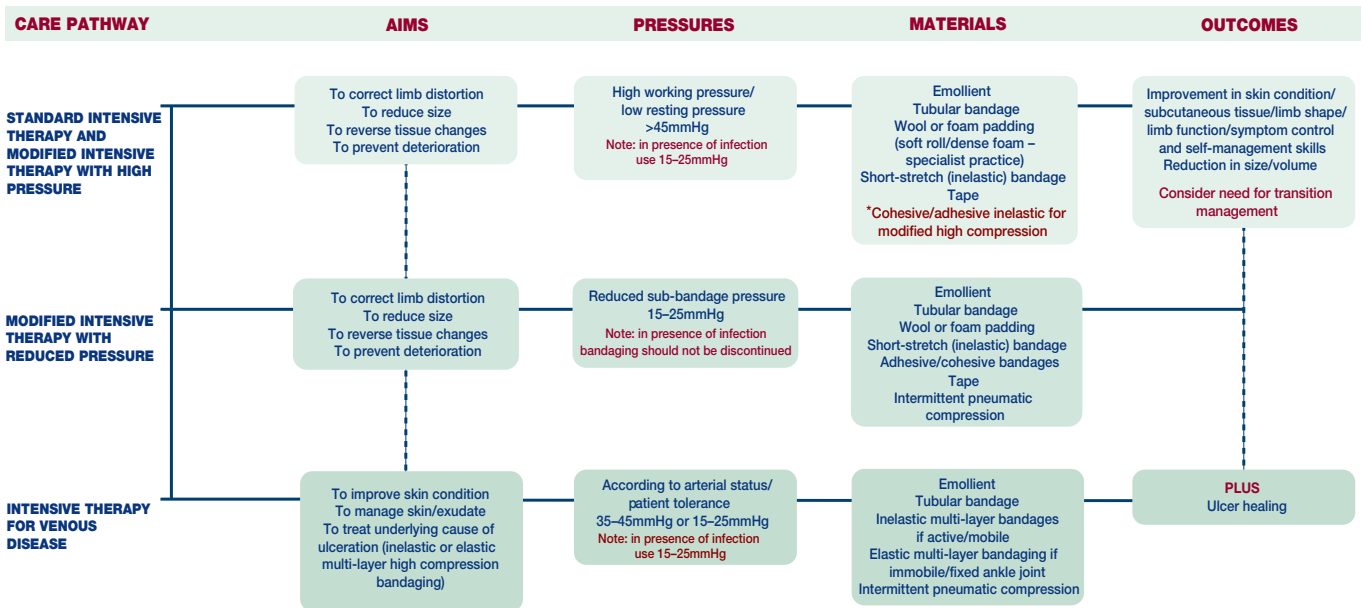 CARE PATHWAY
AIMS
PRESSURES
MATERIALS
OUTCOMES
STANDARD INTENSIVE
THERAPY AND
MODIFIED INTENSIVE
THERAPY WITH HIGH
PRESSURE
To correct limb distortion
To reduce size
To reverse tissue changes
To prevent deterioration
High working pressure/
low resting pressure
>45mmHg
Note: in presence of infection
use 15–25mmHg
Emollient
Tubular bandage
Wool or foam padding
(soft roll/dense foam –
specialist practice)
Short-stretch (inelastic) bandage
Tape
*Cohesive/adhesive inelastic for
modified high compression
Improvement in skin condition/
subcutaneous tissue/limb shape/
limb function/symptom control
and self-management skills
Reduction in size/volume
Consider need for transition
management
MODIFIED INTENSIVE
THERAPY WITH
REDUCED PRESSURE
To correct limb distortion
To reduce size
To reverse tissue changes
To prevent deterioration
Reduced sub-bandage pressure
15–25mmHg
Note: in presence of infection
bandaging should not be discontinued
Emollient
Tubular bandage
Wool or foam padding
Short-stretch (inelastic) bandage
Adhesive/cohesive bandages
Tape
Intermittent pneumatic
compression
INTENSIVE THERAPY
FOR VENOUS
DISEASE
To improve skin condition
To manage skin/exudate
To treat underlying cause of
ulceration (inelastic or elastic
multi-layer high compression
bandaging)
According to arterial status/
patient tolerance
35–45mmHg or 15–25mmHg
Note: in presence of infection
use 15–25mmHg
Emollient
Tubular bandage
Inelastic multi-layer bandages
if active/mobile
Elastic multi-layer bandaging if
immobile/fixed ankle joint
Intermittent pneumatic compression
PLUS
Ulcer healing